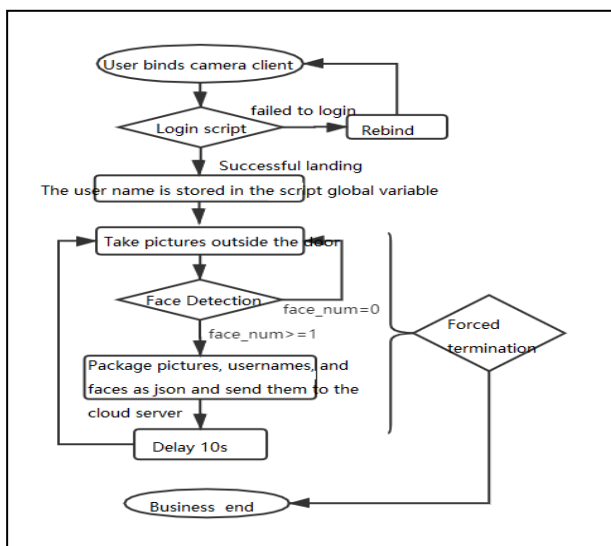 User binds camera client
failed to login
Login script
Rebind
Successful landing
The user name is stored in the script global variable
Take pictures outside the door
Face Detection
face_num=0
face_num>=1
Forced
termination
Package pictures, usernames, and
faces as json and send them to the
cloud server
Delay 10s
Business end